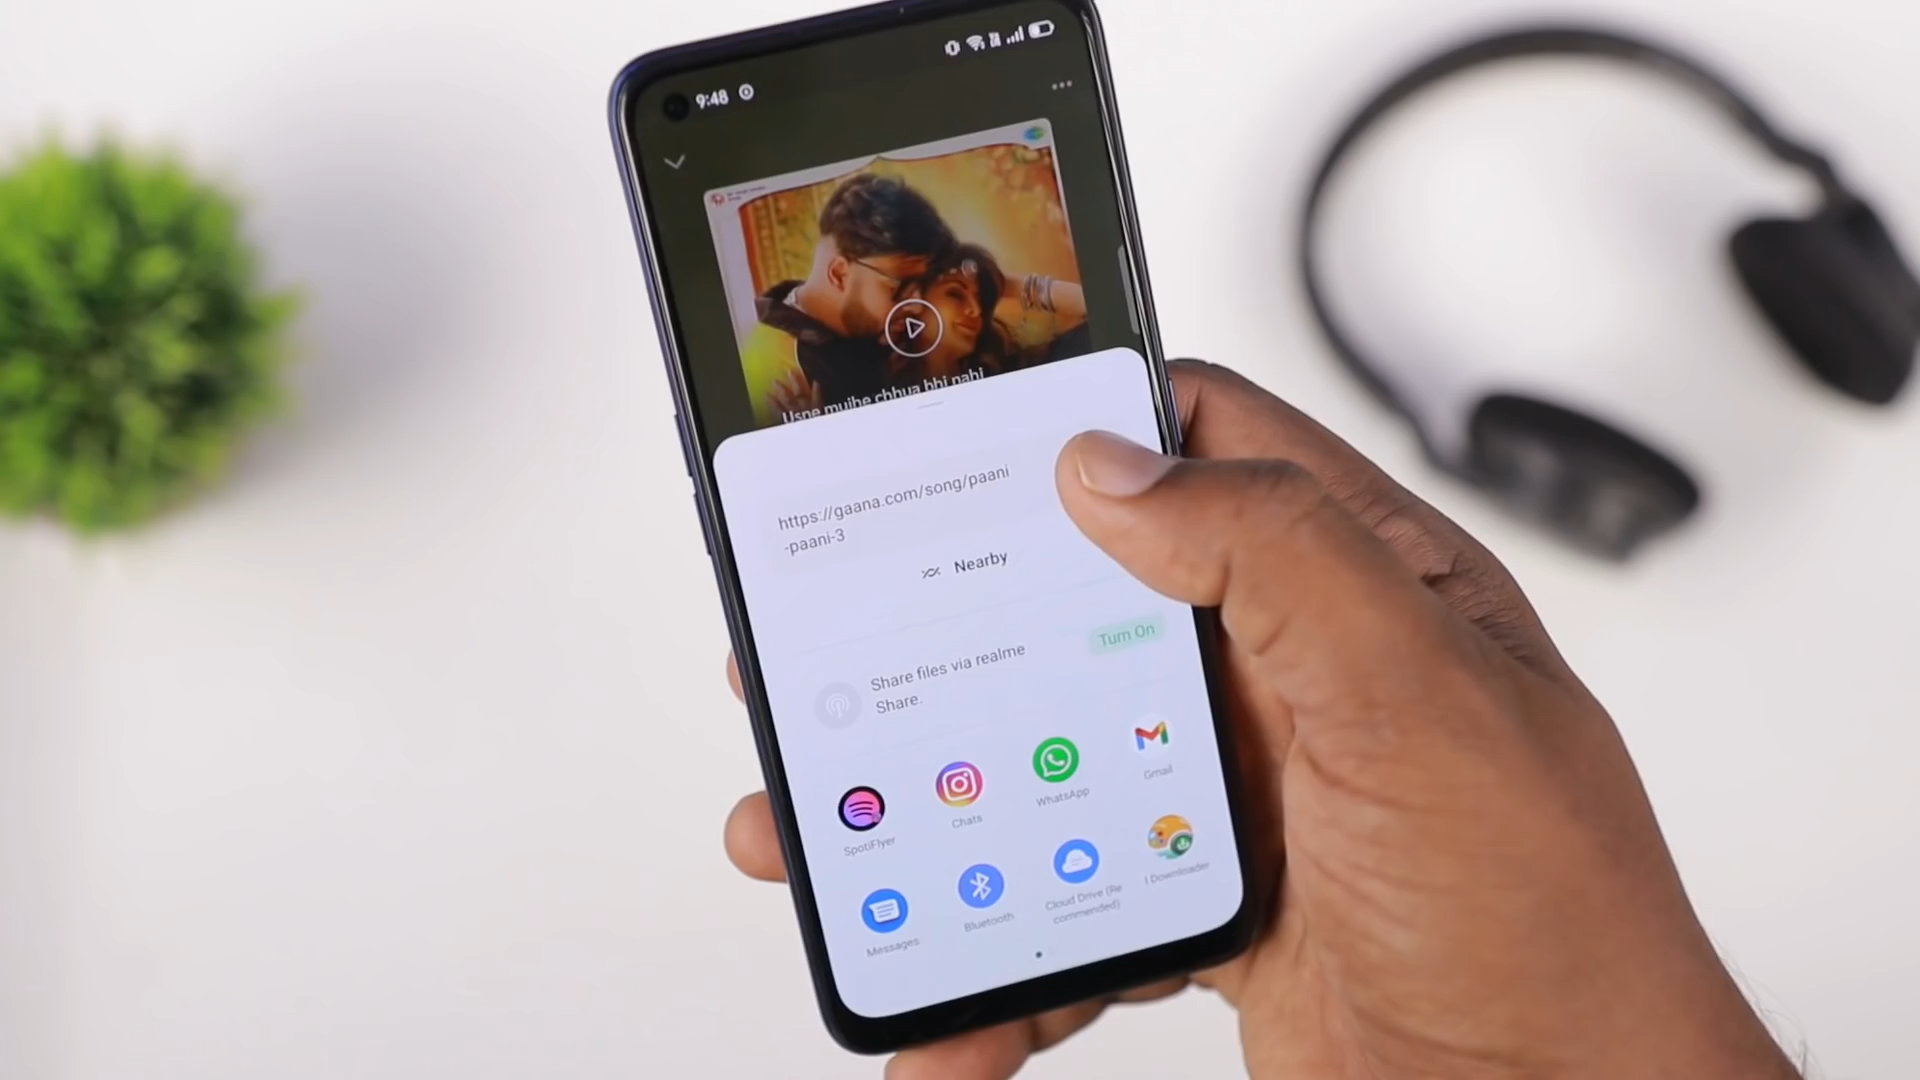 9:48
Usne mujhe chhua bhi nahi
https://gaana.com/song/paani
-paani-3
Nearby
Share files via realme
Share.
Turn On
SpotiFlyer
Chats
WhatsApp
Gmail
Messages
Bluetooth
Cloud Drive (Re
commended)
I Downloader